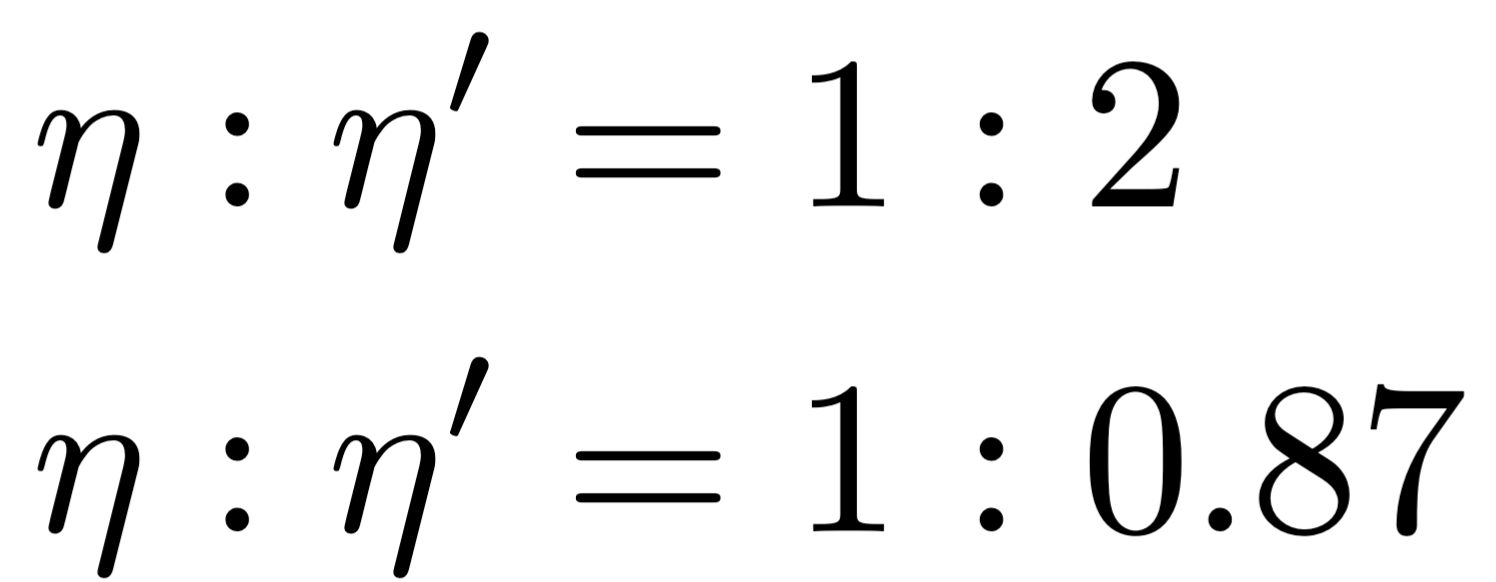 η : η′ = 1 : 2
η : η′ = 1 : 0.87